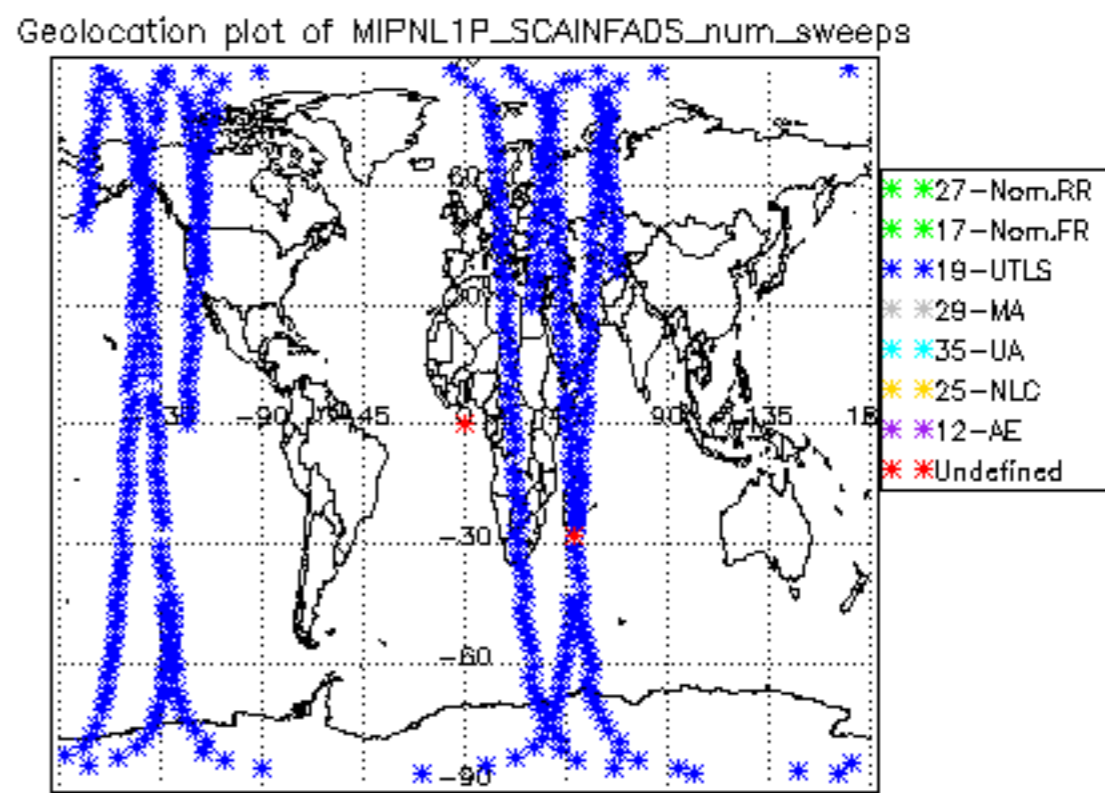 Geolocation plot of MIPNL1P_SCAINFADS_num_sweeps
60
-30
-60
-90
-90
-45
90
135
27-Nom.RR
17-Nom.FR
19-UTLS
29-MA
35-UA
25-NLC
12-AE
Undefined